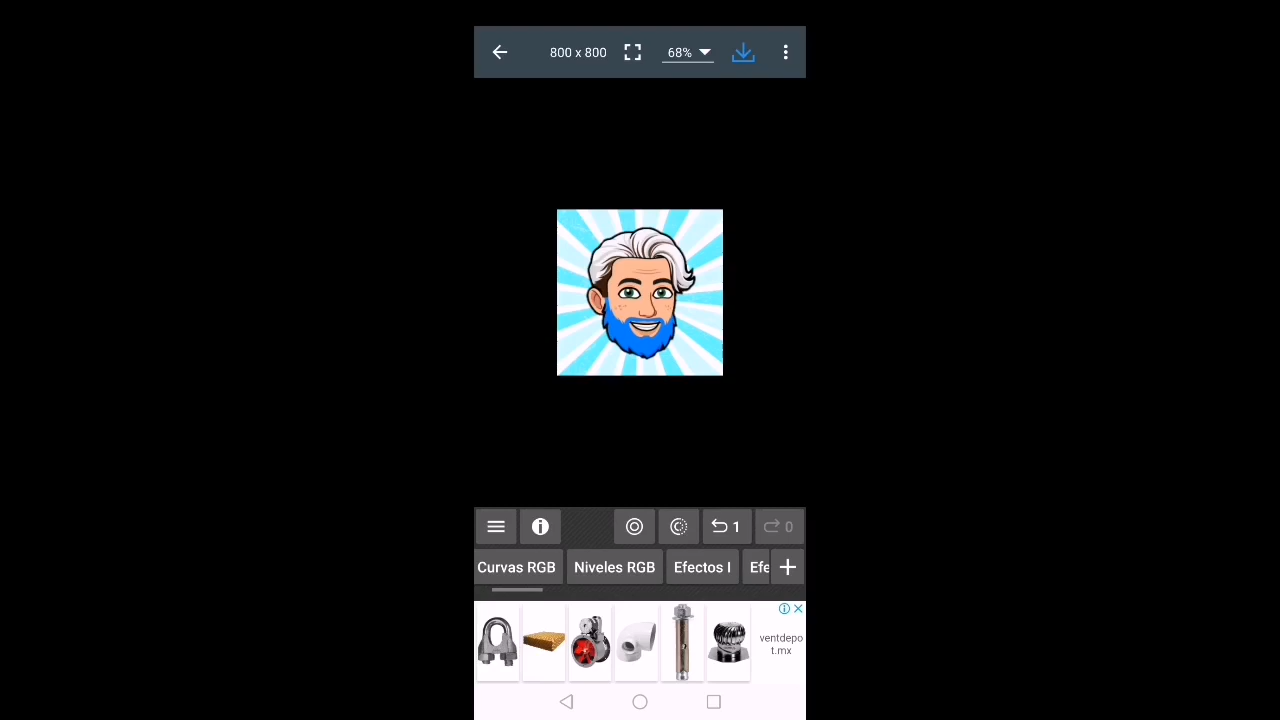 800 x 800
68%
1
0
Curvas RGB
Niveles RGB
Efectos I
Efe
ventdepo
t.mx